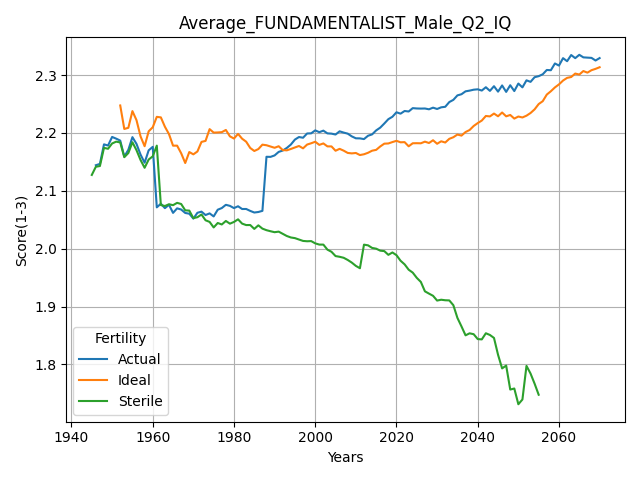 Average_FUNDAMENTALIST_Male_Q2_IQ
Score(1-3)
2.3
2.2
2.1
2.0
1.9
1.8
Fertility
Actual
Ideal
Sterile
1940 1960 1980 2000 2020 2040 2060
Years